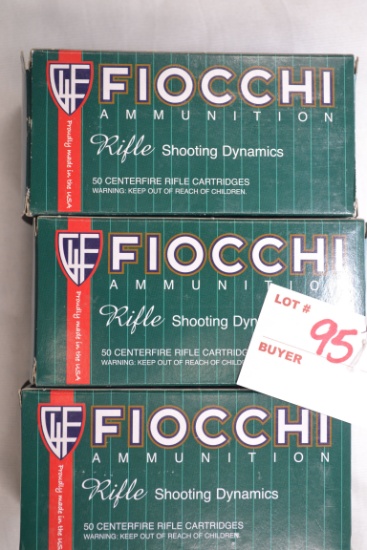 FIOCCHI
AMMUNITION
Rifle Shooting Dynamics
50 CENTERFIRE RIFLE CARTRIDGES
WARNING: KEEP OUT OF REACH OF CHILDREN.
Proudly made in the USA
FIOCCHI
AMMUNITION
Rifle Shooting Dyn
50 CENTERFIRE RIFLE CARTRIDG
WARNING: KEEP OUT OF REACH OF CHILD
Proudly made in the USA
LOT # 95
BUYER
FIOCCHI
AMMUNITION
Rifle Shooting Dynamics
50 CENTERFIRE RIFLE CARTRIDGES
WARNING: KEEP OUT OF REACH OF CHILDREN.
Proudly made in the USA